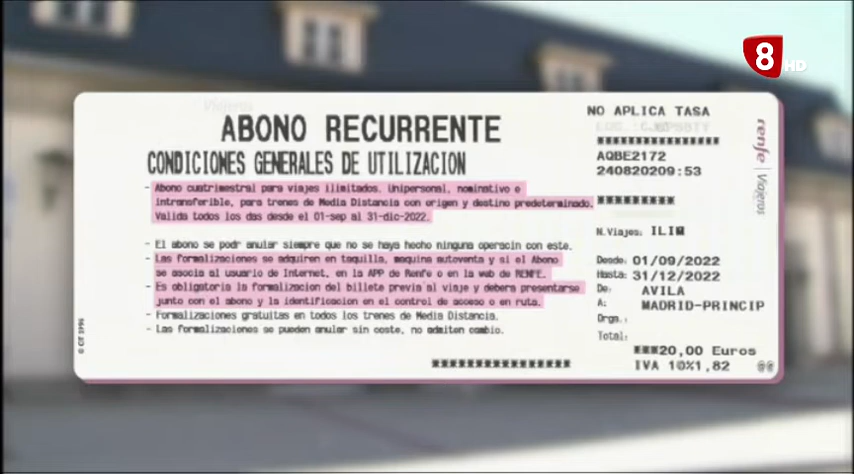 8 HD
NO APLICA TASA
ABONO RECURRENTE
CONDICIONES GENERALES DE UTILIZACION
AQBE2172
240820209:53
- Abono cuatrimestral para viajes ilimitados. Unipersonal, nominativo e
intransferible, para trenes de Media Distancia con origen y destino predeterminado.
Valida todos los das desde el 01-sep al 31-dic-2022.
- El abono se podr anular siempre que no se haya hecho ninguna operacin con este.
- Las formalizaciones se adquieren en taquilla, maquina autoventa y si el Abono
se asocia al usuario de Internet, en la APP de Renfe o en la web de RENFE.
- Es obligatoria la formalizacion del billete previa al viaje y debera presentarse
junto con el abono y la identificacion en el control de acceso o en ruta.
- Formalizaciones gratuitas en todos los trenes de Media Distancia.
- Las formalizaciones se pueden anular sin coste, no admiten cambio.
N.Viajes: ILIM
Desde: 01/09/2022
Hasta: 31/12/2022
De: AVILA
A: MADRID-PRINCIP
Orgs.:
Total:
***20,00 Euros
IVA 10%1,82 @@
renfe Viajeros
Viajeros